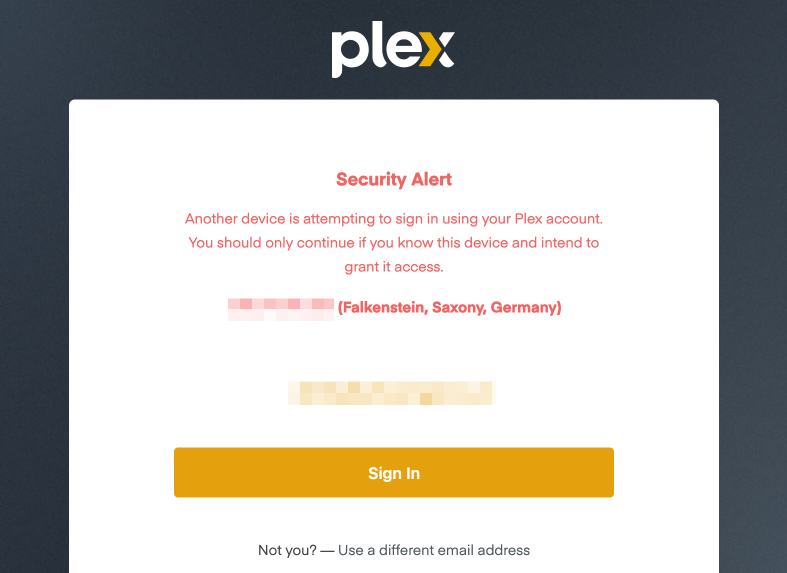 plex
Security Alert
Another device is attempting to sign in using your Plex account.
You should only continue if you know this device and intend to
grant it access.
(Falkenstein, Saxony, Germany)
Sign In
Not you? — Use a different email address